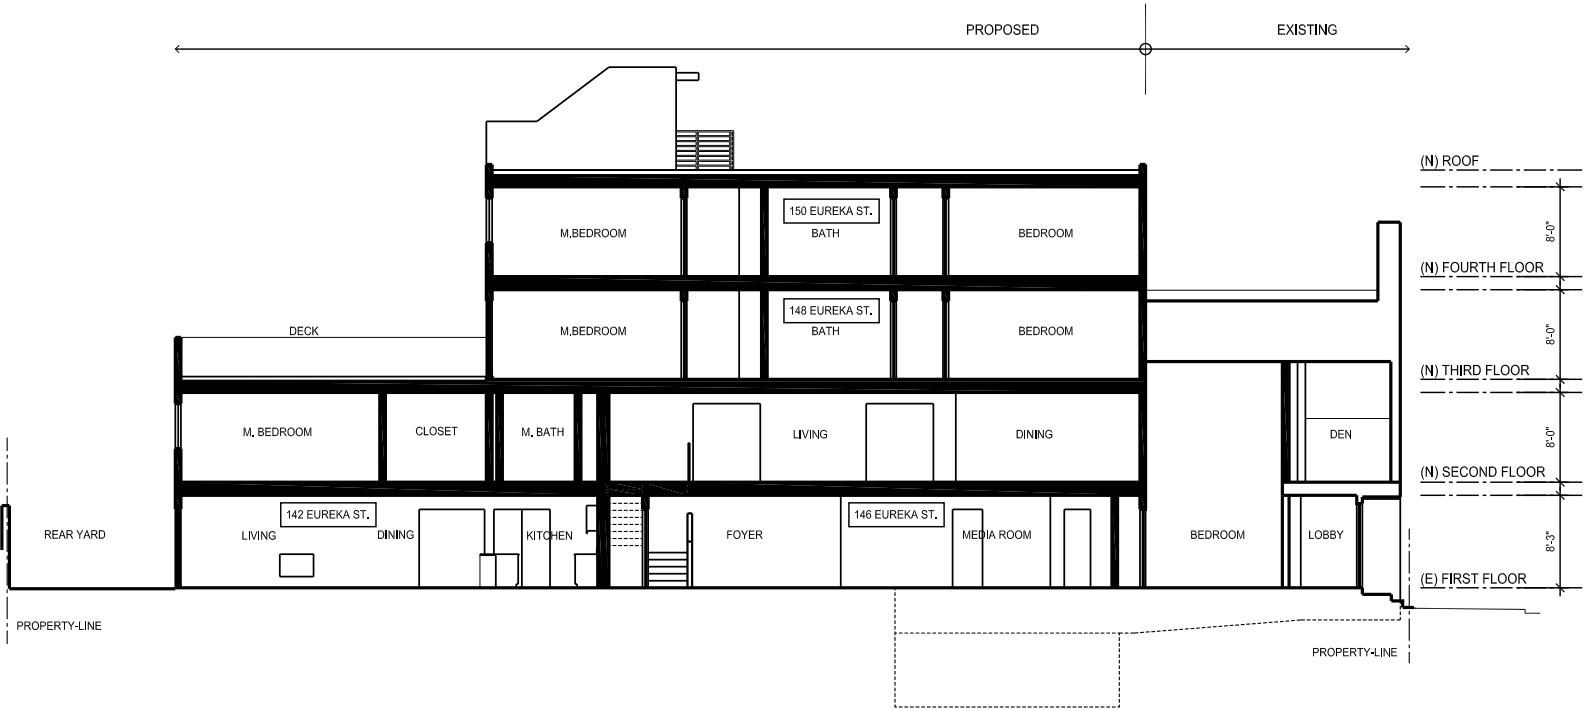 PROPOSED
EXISTING
(N) ROOF
150 EUREKA ST.
M.BEDROOM
BATH
BEDROOM
8'-0"
(N) FOURTH FLOOR
148 EUREKA ST.
DECK
M.BEDROOM
BATH
BEDROOM
8'-0"
(N) THIRD FLOOR
M. BEDROOM
CLOSET
M. BATH
LIVING
DINING
DEN
8'-0"
(N) SECOND FLOOR
142 EUREKA ST.
146 EUREKA ST.
REAR YARD
LIVING
DINING
KITCHEN
FOYER
MEDIA ROOM
BEDROOM
LOBBY
8'-3"
(E) FIRST FLOOR
PROPERTY-LINE
PROPERTY-LINE